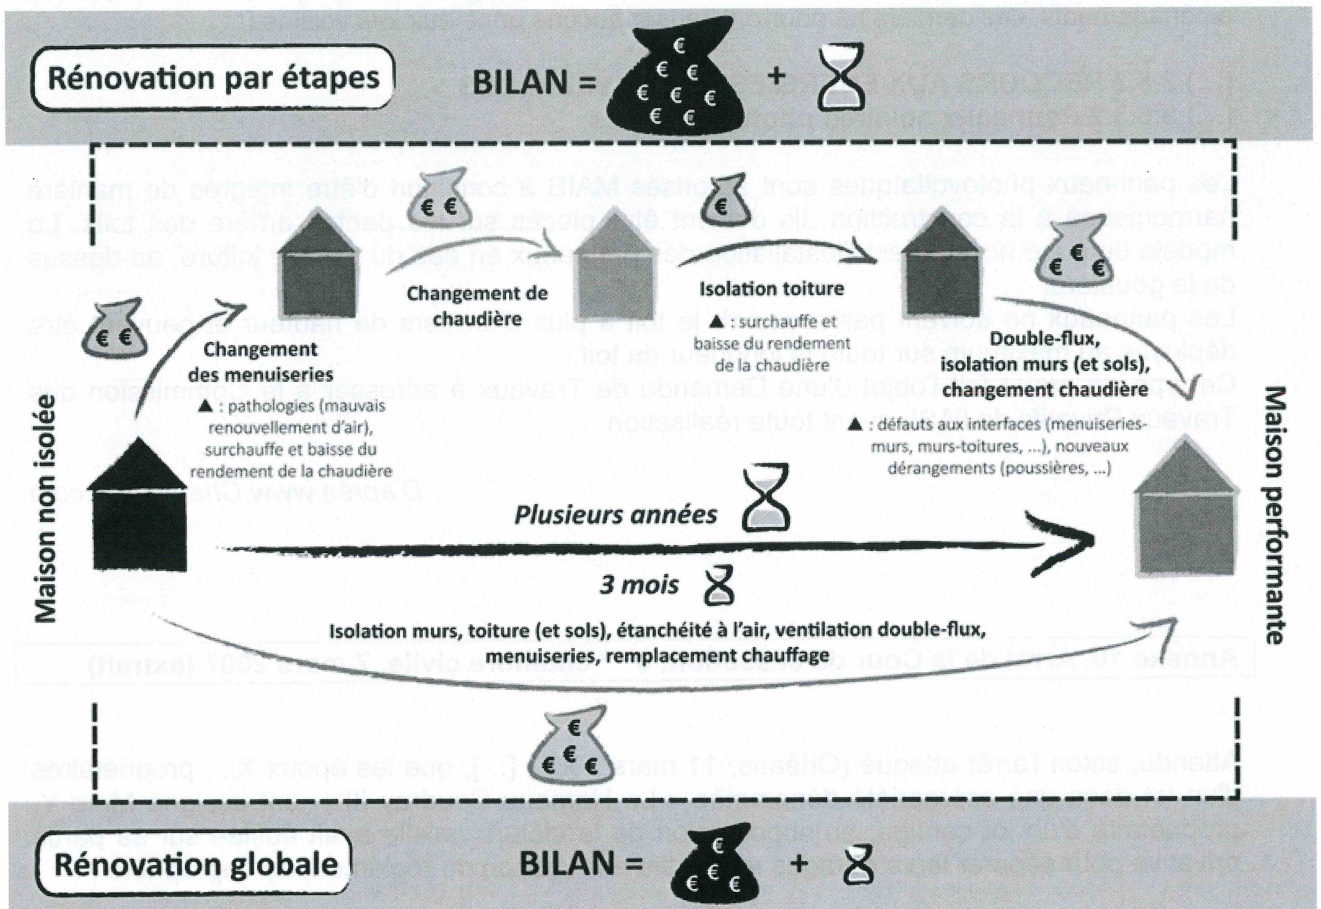 Rénovation par étapes
BILAN = € € € € € € € € +
€ €
Changement
des menuiseries
▲ : pathologies (mauvais
renouvellement d'air),
surchauffe et baisse du
rendement de la chaudière
€ €
Changement de
chaudière
€ €
Isolation toiture
▲ : surchauffe et
baisse du rendement
de la chaudière
€ € €
Double-flux,
isolation murs (et sols),
changement chaudière
▲ : défauts aux interfaces (menuiseries-
murs, murs-toitures, ...), nouveaux
dérangements (poussières, ...)
Maison non isolée
Maison performante
Plusieurs années
3 mois
Isolation murs, toiture (et sols), étanchéité à l'air, ventilation double-flux,
menuiseries, remplacement chauffage
€
€ € €
Rénovation globale
BILAN = € € € € +